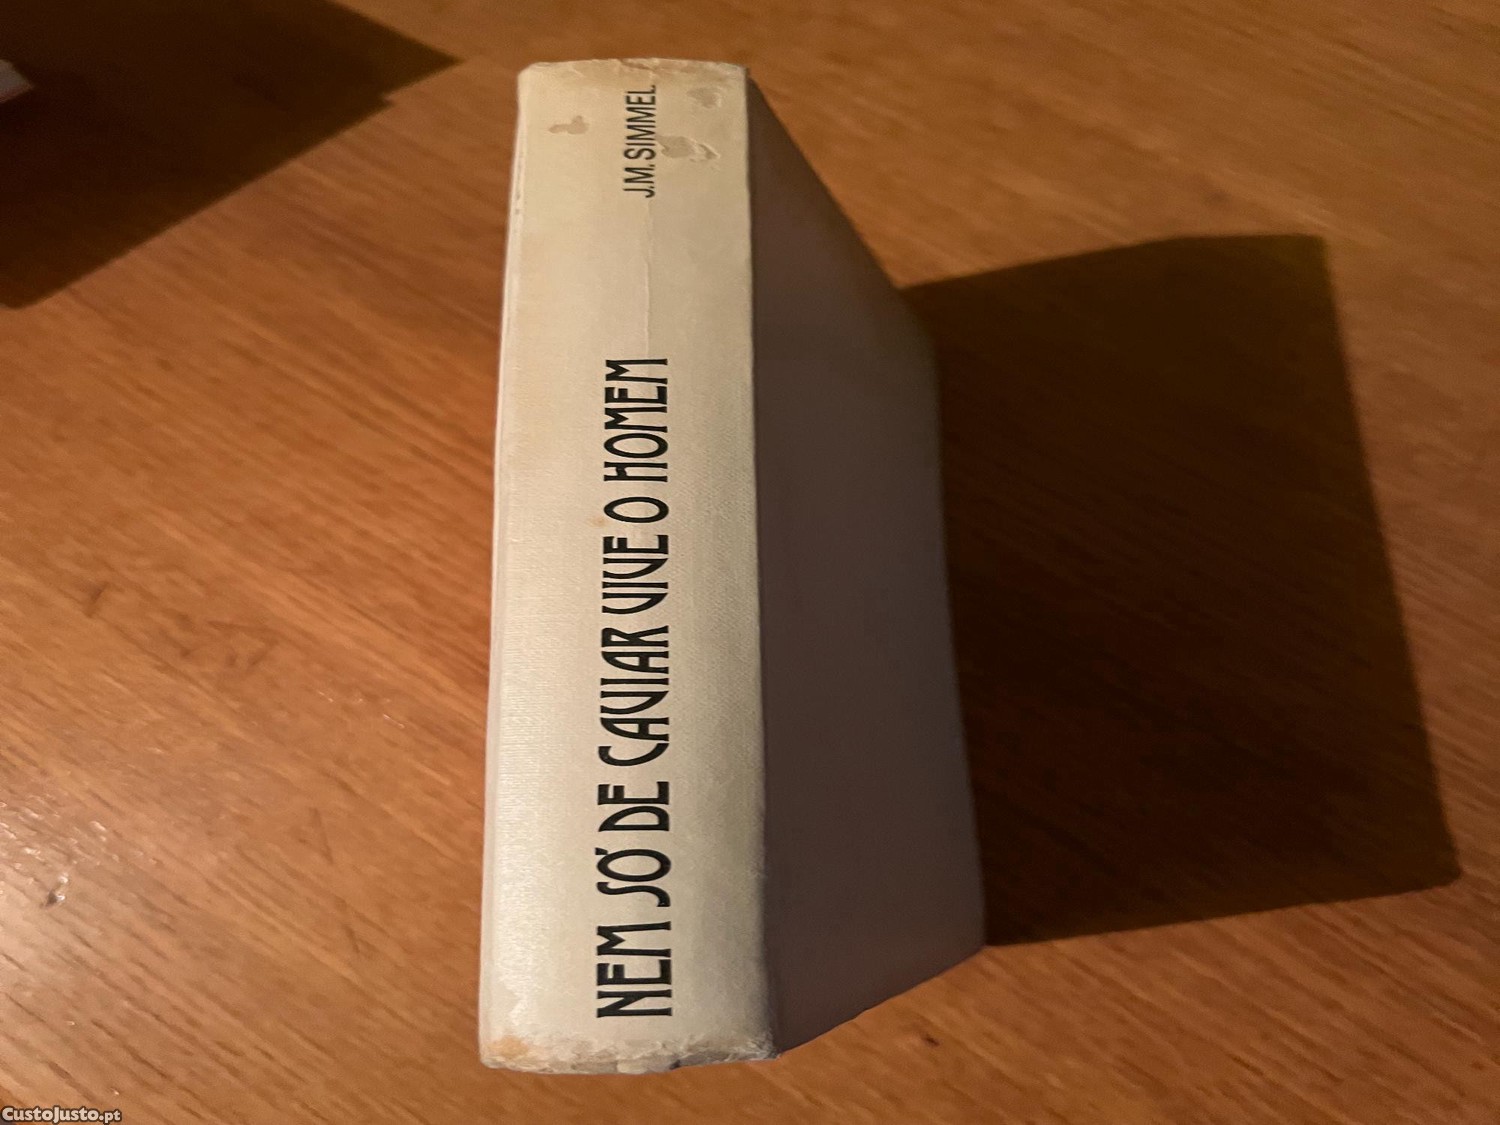 J.M. SIMMEL
NEM SÓ DE CAVIAR VIVE O HOMEM
CustoJusto.pt